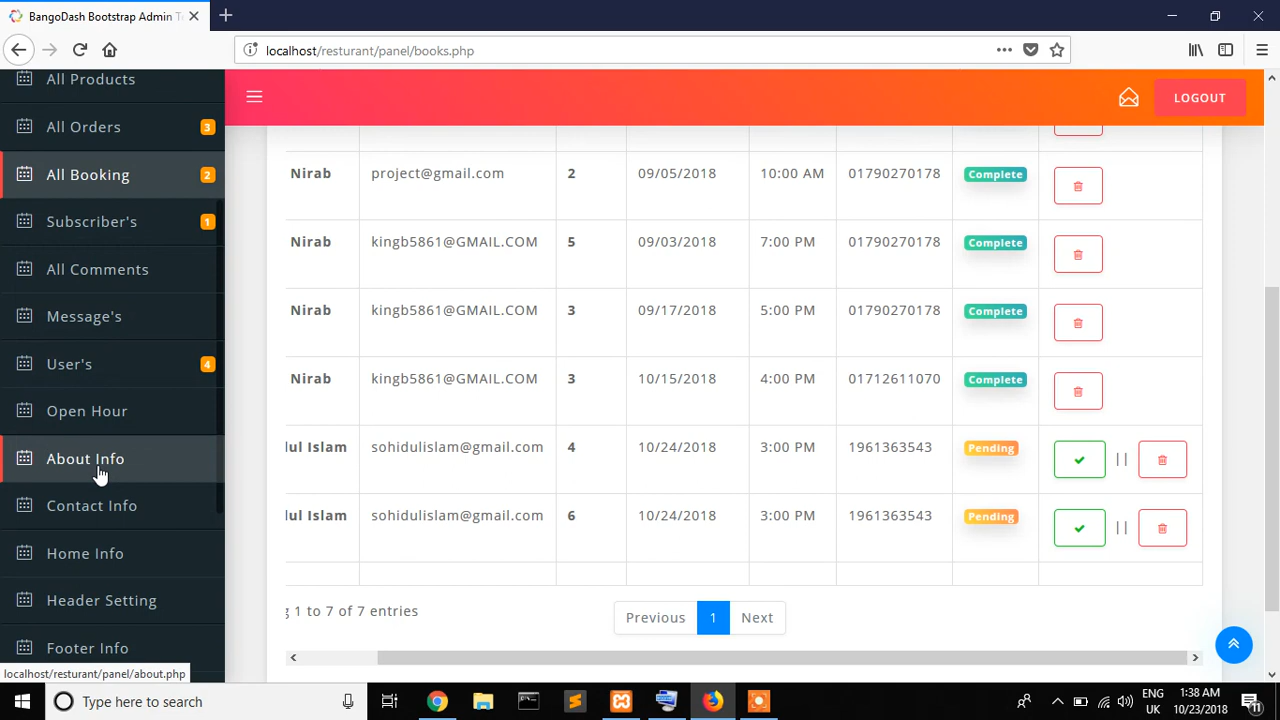 BangoDash Bootstrap Admin Te
localhost/resturant/panel/books.php
All Products
All Orders 3
All Booking 2
Subscriber's 1
All Comments
Message's
User's 4
Open Hour
About Info
Contact Info
Home Info
Header Setting
Footer Info
localhost/resturant/panel/about.php
LOGOUT
Nirab project@gmail.com 2 09/05/2018 10:00 AM 01790270178 Complete
Nirab kingb5861@GMAIL.COM 5 09/03/2018 7:00 PM 01790270178 Complete
Nirab kingb5861@GMAIL.COM 3 09/17/2018 5:00 PM 01790270178 Complete
Nirab kingb5861@GMAIL.COM 3 10/15/2018 4:00 PM 01712611070 Complete
lul Islam sohidulislam@gmail.com 4 10/24/2018 3:00 PM 1961363543 Pending ||
lul Islam sohidulislam@gmail.com 6 10/24/2018 3:00 PM 1961363543 Pending ||
g 1 to 7 of 7 entries
Previous 1 Next
Type here to search
ENG 1:38 AM
UK 10/23/2018 11